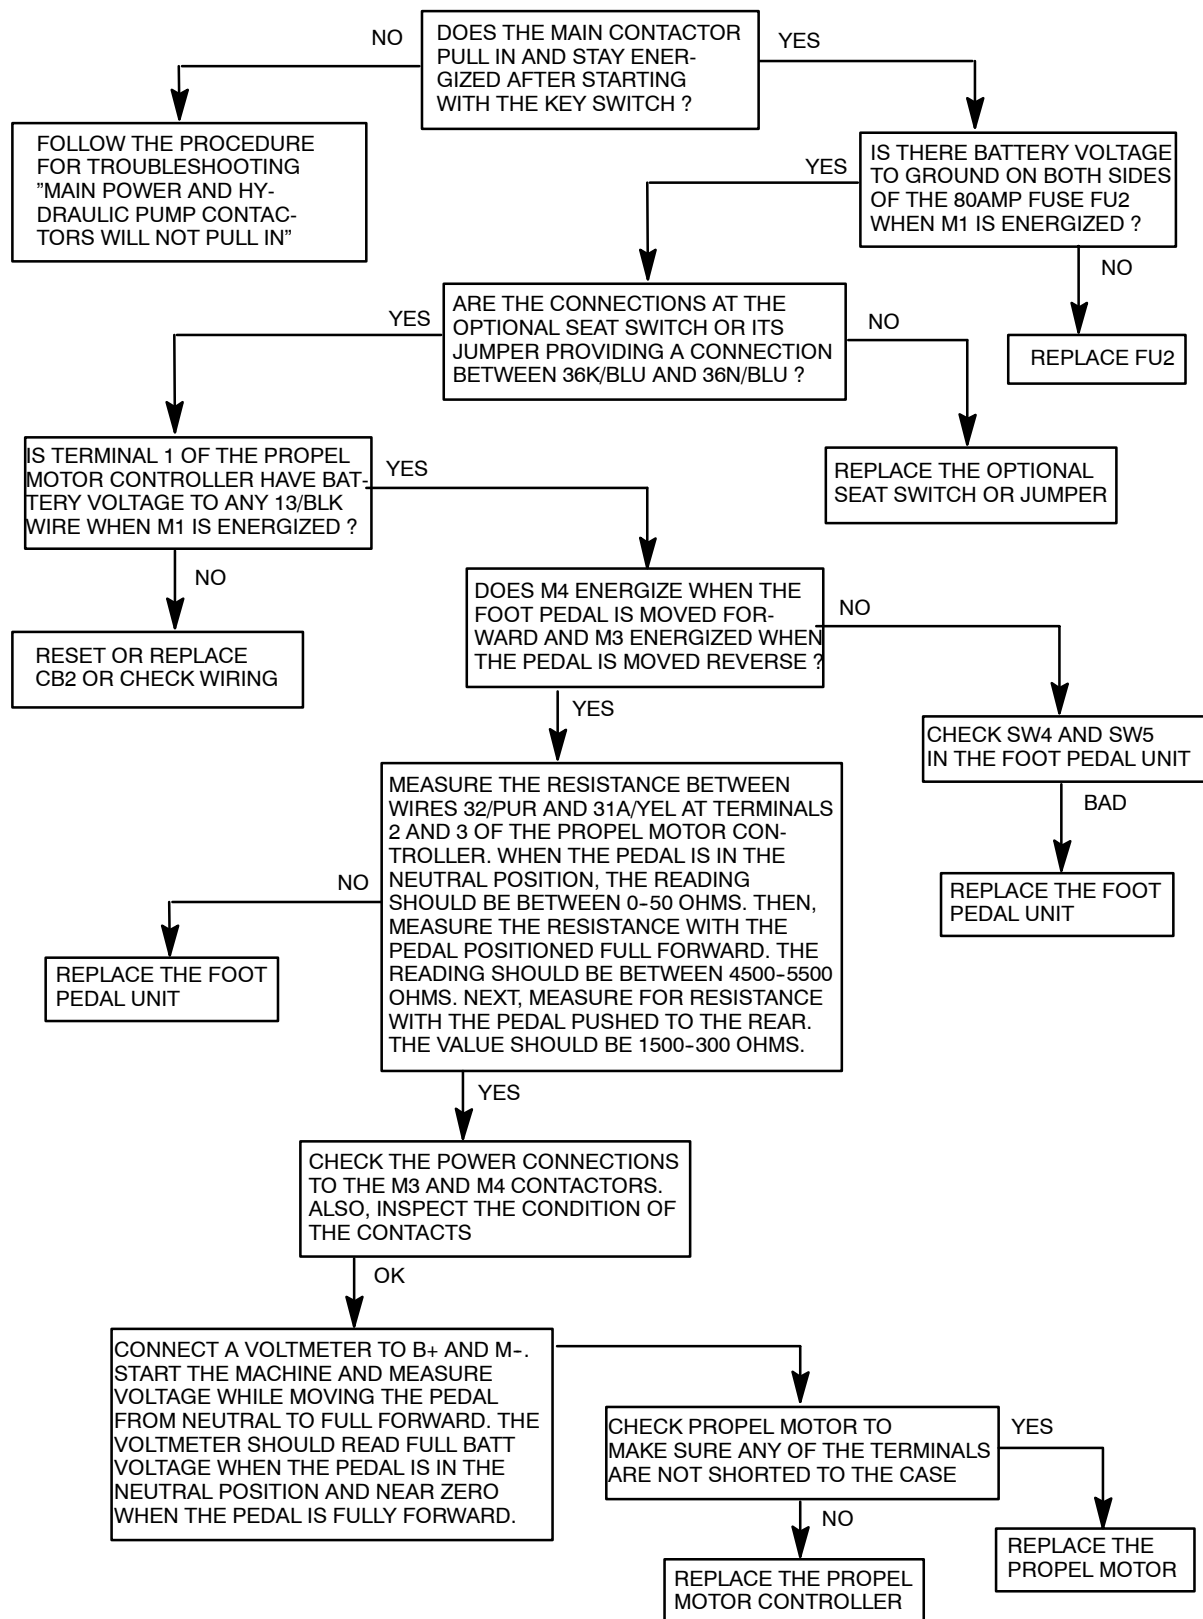 NO
DOES THE MAIN CONTACTOR
PULL IN AND STAY ENER-
GIZED AFTER STARTING
WITH THE KEY SWITCH ?
YES
FOLLOW THE PROCEDURE
FOR TROUBLESHOOTING
”MAIN POWER AND HY-
DRAULIC PUMP CONTAC-
TORS WILL NOT PULL IN”
YES
IS THERE BATTERY VOLTAGE
TO GROUND ON BOTH SIDES
OF THE 80AMP FUSE FU2
WHEN M1 IS ENERGIZED ?
NO
REPLACE FU2
YES
ARE THE CONNECTIONS AT THE
OPTIONAL SEAT SWITCH OR ITS
JUMPER PROVIDING A CONNECTION
BETWEEN 36K/BLU AND 36N/BLU ?
NO
REPLACE THE OPTIONAL
SEAT SWITCH OR JUMPER
IS TERMINAL 1 OF THE PROPEL
MOTOR CONTROLLER HAVE BAT-
TERY VOLTAGE TO ANY 13/BLK
WIRE WHEN M1 IS ENERGIZED ?
YES
NO
RESET OR REPLACE
CB2 OR CHECK WIRING
DOES M4 ENERGIZE WHEN THE
FOOT PEDAL IS MOVED FOR-
WARD AND M3 ENERGIZED WHEN
THE PEDAL IS MOVED REVERSE ?
NO
YES
CHECK SW4 AND SW5
IN THE FOOT PEDAL UNIT
BAD
REPLACE THE FOOT
PEDAL UNIT
MEASURE THE RESISTANCE BETWEEN
WIRES 32/PUR AND 31A/YEL AT TERMINALS
2 AND 3 OF THE PROPEL MOTOR CON-
TROLLER. WHEN THE PEDAL IS IN THE
NEUTRAL POSITION, THE READING
SHOULD BE BETWEEN 0-50 OHMS. THEN,
MEASURE THE RESISTANCE WITH THE
PEDAL POSITIONED FULL FORWARD. THE
READING SHOULD BE BETWEEN 4500-5500
OHMS. NEXT, MEASURE FOR RESISTANCE
WITH THE PEDAL PUSHED TO THE REAR.
THE VALUE SHOULD BE 1500-300 OHMS.
NO
REPLACE THE FOOT
PEDAL UNIT
YES
CHECK THE POWER CONNECTIONS
TO THE M3 AND M4 CONTACTORS.
ALSO, INSPECT THE CONDITION OF
THE CONTACTS
OK
CONNECT A VOLTMETER TO B+ AND M-.
START THE MACHINE AND MEASURE
VOLTAGE WHILE MOVING THE PEDAL
FROM NEUTRAL TO FULL FORWARD. THE
VOLTMETER SHOULD READ FULL BATT
VOLTAGE WHEN THE PEDAL IS IN THE
NEUTRAL POSITION AND NEAR ZERO
WHEN THE PEDAL IS FULLY FORWARD.
CHECK PROPEL MOTOR TO
MAKE SURE ANY OF THE TERMINALS
ARE NOT SHORTED TO THE CASE
YES
NO
REPLACE THE
PROPEL MOTOR
REPLACE THE PROPEL
MOTOR CONTROLLER